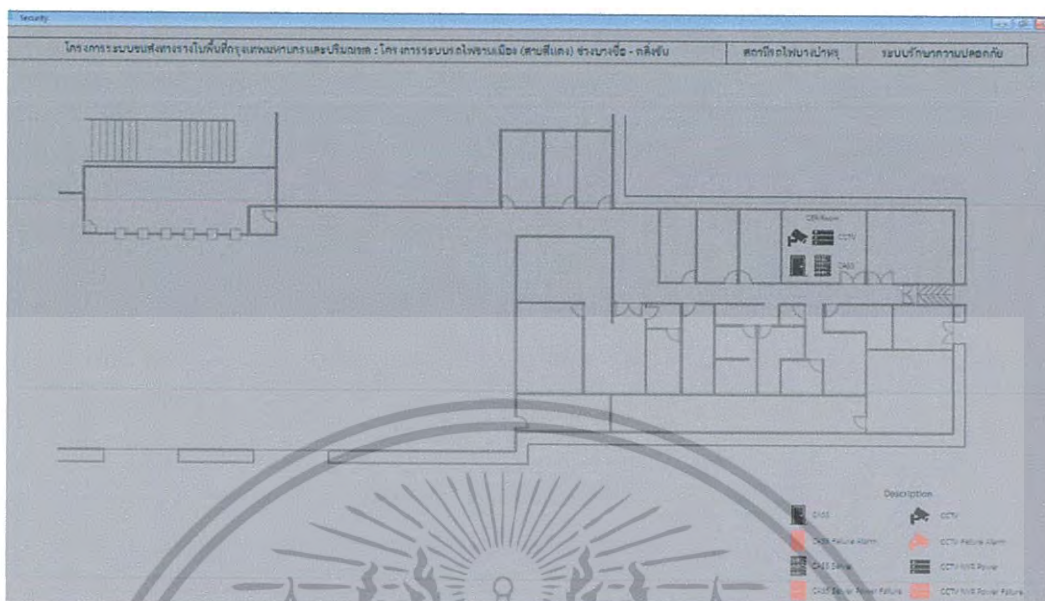 Security
โครงการระบบขนส่งทางรางในพื้นที่กรุงเทพมหานครและปริมณฑล : โครงการระบบรถไฟชานเมือง (สายสีแดง) ช่วงบางซื่อ - ตลิ่งชัน
สถานีรถไฟบางบำหรุ
ระบบรักษาความปลอดภัย
CER Room
CCTV
CASS
Description
CASS
CCTV
CASS Failure Alarm
CCTV Failure Alarm
CASS Server
CCTV NVR Power
CASS Server Power Failure
CCTV NVR Power Failure